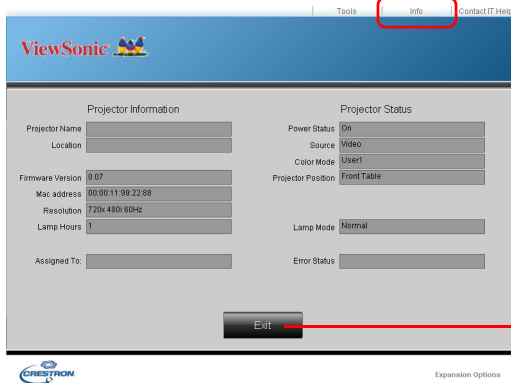 Tools Info Contact IT Help
ViewSonic
Projector Information
Projector Name
Location
Firmware Version 0.07
Mac address 00:00:11:99:22:88
Resolution 720x 480i 60Hz
Lamp Hours 1
Assigned To:
Projector Status
Power Status On
Source Video
Color Mode User1
Projector Position Front Table
Lamp Mode Normal
Error Status
Exit
CRESTRON
Expansion Options